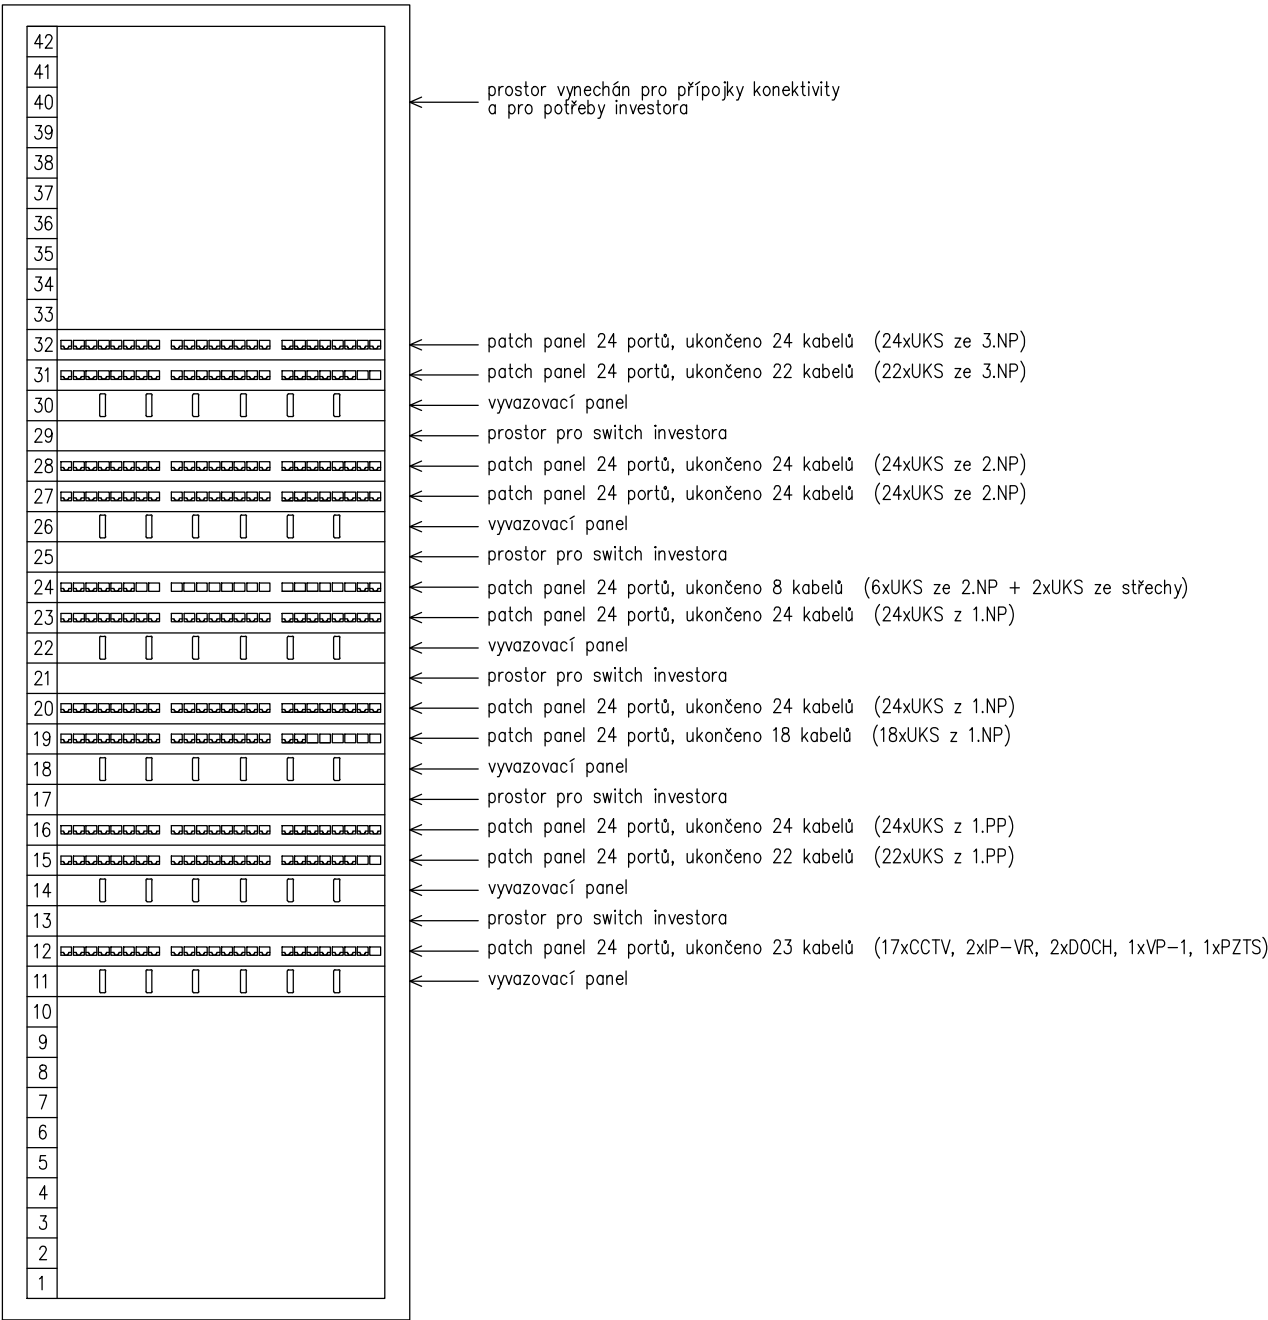 42
41
40 prostor vynechán pro přípojky konektivity
a pro potřeby investora
39
38
37
36
35
34
33
32 patch panel 24 portů, ukončeno 24 kabelů (24xUKS ze 3.NP)
31 patch panel 24 portů, ukončeno 22 kabelů (22xUKS ze 3.NP)
30 vyvazovací panel
29 prostor pro switch investora
28 patch panel 24 portů, ukončeno 24 kabelů (24xUKS ze 2.NP)
27 patch panel 24 portů, ukončeno 24 kabelů (24xUKS ze 2.NP)
26 vyvazovací panel
25 prostor pro switch investora
24 patch panel 24 portů, ukončeno 8 kabelů (6xUKS ze 2.NP + 2xUKS ze střechy)
23 patch panel 24 portů, ukončeno 24 kabelů (24xUKS z 1.NP)
22 vyvazovací panel
21 prostor pro switch investora
20 patch panel 24 portů, ukončeno 24 kabelů (24xUKS z 1.NP)
19 patch panel 24 portů, ukončeno 18 kabelů (18xUKS z 1.NP)
18 vyvazovací panel
17 prostor pro switch investora
16 patch panel 24 portů, ukončeno 24 kabelů (24xUKS z 1.PP)
15 patch panel 24 portů, ukončeno 22 kabelů (22xUKS z 1.PP)
14 vyvazovací panel
13 prostor pro switch investora
12 patch panel 24 portů, ukončeno 23 kabelů (17xCCTV, 2xIP-VR, 2xDOCH, 1xVP-1, 1xPZTS)
11 vyvazovací panel
10
9
8
7
6
5
4
3
2
1